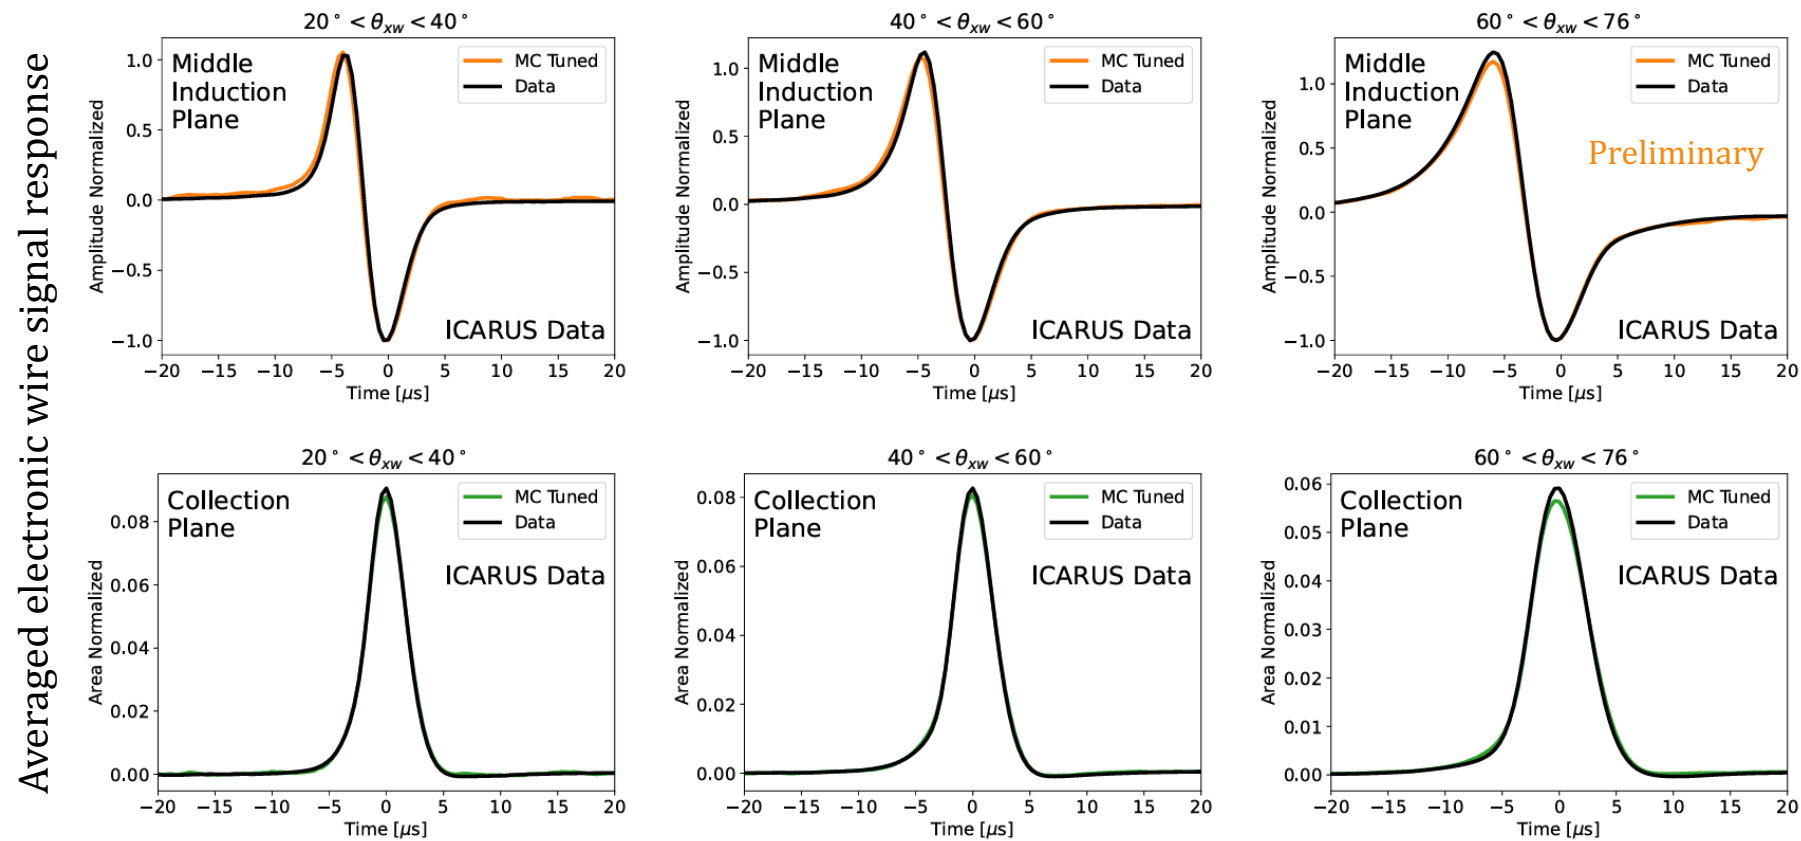 Averaged electronic wire signal response
20° < θxw < 40°
Middle
Induction
Plane
MC Tuned
Data
ICARUS Data
Amplitude Normalized
1.0
0.5
0.0
−0.5
−1.0
−20 −15 −10 −5 0 5 10 15 20
Time [μs]
40° < θxw < 60°
Middle
Induction
Plane
MC Tuned
Data
ICARUS Data
Amplitude Normalized
1.0
0.5
0.0
−0.5
−1.0
−20 −15 −10 −5 0 5 10 15 20
Time [μs]
60° < θxw < 76°
Middle
Induction
Plane
MC Tuned
Data
Preliminary
ICARUS Data
Amplitude Normalized
1.0
0.5
0.0
−0.5
−1.0
−20 −15 −10 −5 0 5 10 15 20
Time [μs]
20° < θxw < 40°
Collection
Plane
MC Tuned
Data
ICARUS Data
Area Normalized
0.08
0.06
0.04
0.02
0.00
−20 −15 −10 −5 0 5 10 15 20
Time [μs]
40° < θxw < 60°
Collection
Plane
MC Tuned
Data
ICARUS Data
Area Normalized
0.08
0.06
0.04
0.02
0.00
−20 −15 −10 −5 0 5 10 15 20
Time [μs]
60° < θxw < 76°
Collection
Plane
MC Tuned
Data
ICARUS Data
Area Normalized
0.06
0.05
0.04
0.03
0.02
0.01
0.00
−20 −15 −10 −5 0 5 10 15 20
Time [μs]